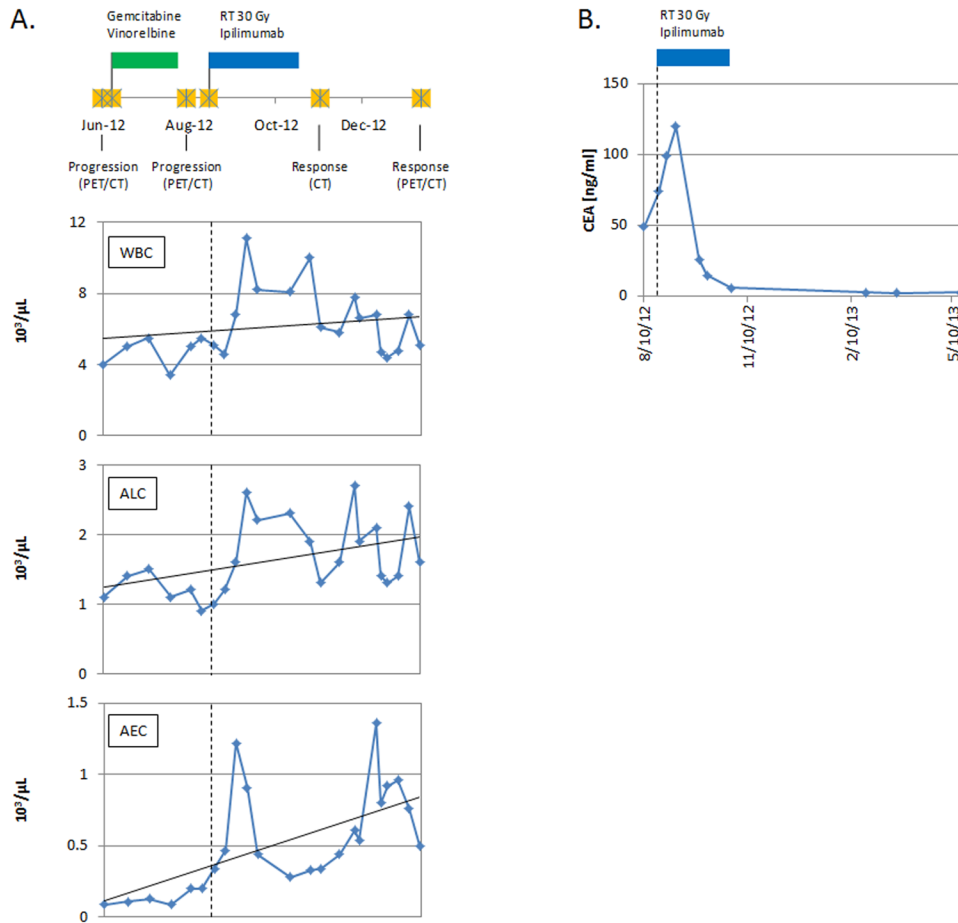 A.
Gemcitabine
Vinorelbine
RT 30 Gy
Ipilimumab
Jun-12 Aug-12 Oct-12 Dec-12
Progression
(PET/CT)
Progression
(PET/CT)
Response
(CT)
Response
(PET/CT)
12
8
4
0
WBC
10³/µL
3
2
1
0
ALC
10³/µL
1.5
1
0.5
0
AEC
10³/µL
B.
RT 30 Gy
Ipilimumab
150
100
50
0
CEA [ng/ml]
8/10/12
11/10/12
2/10/13
5/10/13